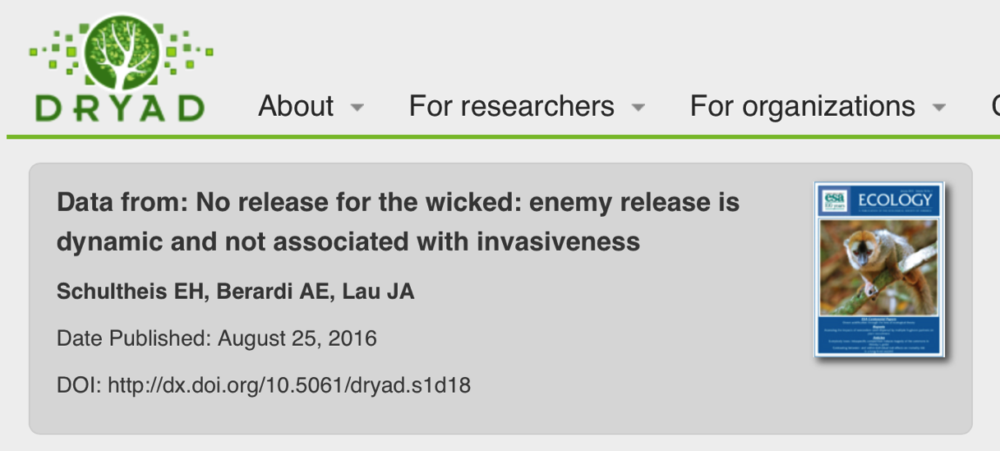 DRYAD
About
For researchers
For organizations
Data from: No release for the wicked: enemy release is
dynamic and not associated with invasiveness
Schultheis EH, Berardi AE, Lau JA
Date Published: August 25, 2016
DOI: http://dx.doi.org/10.5061/dryad.s1d18
esa
ECOLOGY